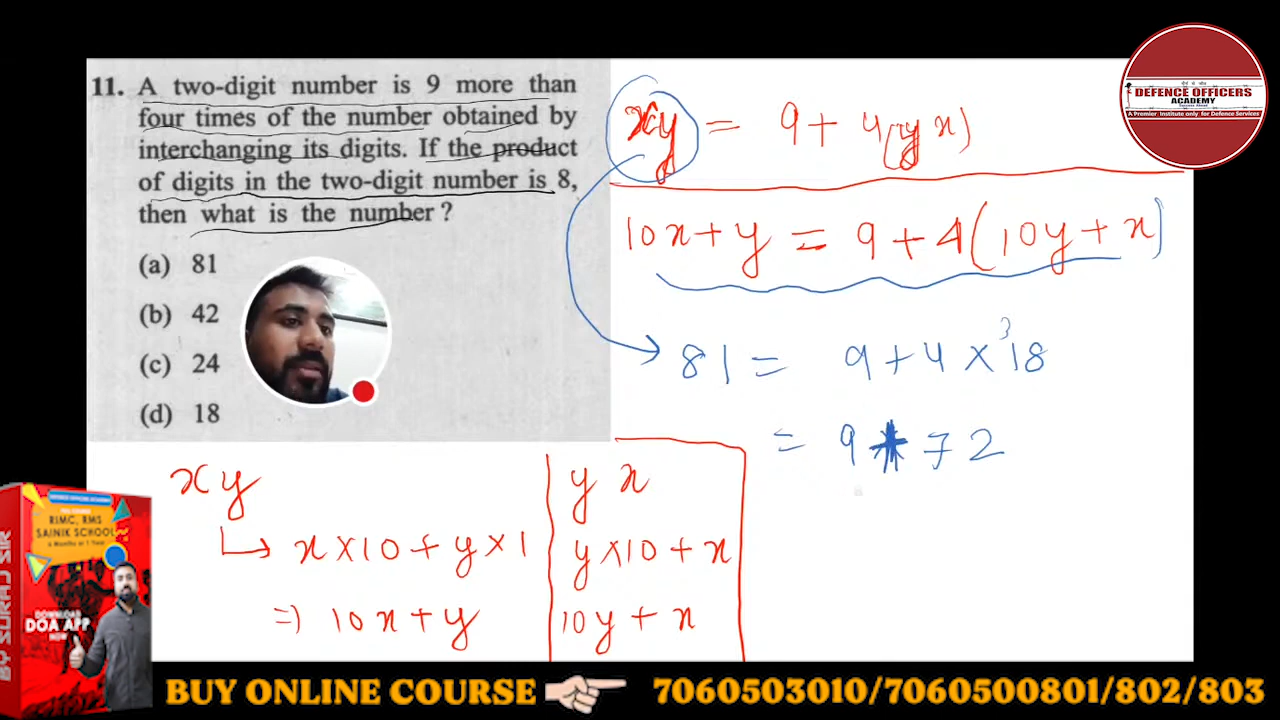 11. A two-digit number is 9 more than
four times of the number obtained by
interchanging its digits. If the product
of digits in the two-digit number is 8,
then what is the number ?
(a) 81
(b) 42
(c) 24
(d) 18
xy = 9 + 4(yx)
10x + y = 9 + 4(10y + x)
81 = 9 + 4 × 18
3
= 9 + 72
xy
→ x × 10 + y × 1
⇒ 10x + y
y x
y × 10 + x
10y + x
DEFENCE OFFICERS
ACADEMY
A Premier Institute only for Defence Services
RIMC, RMS
SAINIK SCHOOL
DOWNLOAD
DOA APP
NOW
BY SURAJ SIR
BUY ONLINE COURSE 7060503010/7060500801/802/803